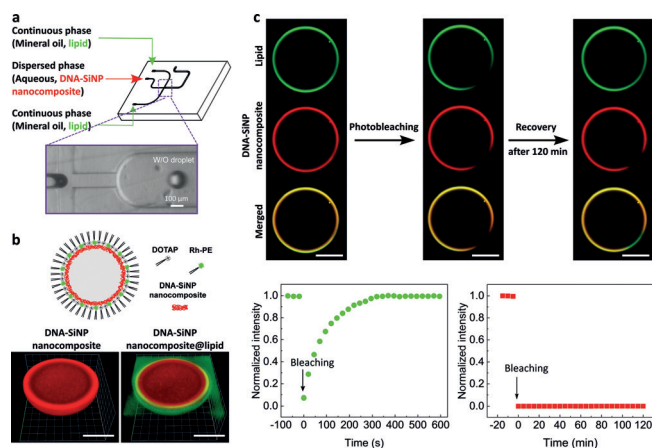 a
Continuous phase
(Mineral oil, lipid)
Dispersed phase
(Aqueous, DNA-SiNP
nanocomposite)
Continuous phase
(Mineral oil, lipid)
W/O droplet
100 μm
b
DOTAP
Rh-PE
DNA-SiNP
nanocomposite
DNA-SiNP
nanocomposite
DNA-SiNP
nanocomposite@lipid
c
Lipid
DNA-SiNP
nanocomposite
Merged
Photobleaching
Recovery
after 120 min
Normalized intensity
1.0
0.8
0.6
0.4
0.2
0.0
Bleaching
-100 0 100 200 300 400 500 600
Time (s)
Normalized intensity
1.0
0.8
0.6
0.4
0.2
0.0
Bleaching
-20 0 20 40 60 80 100 120
Time (min)